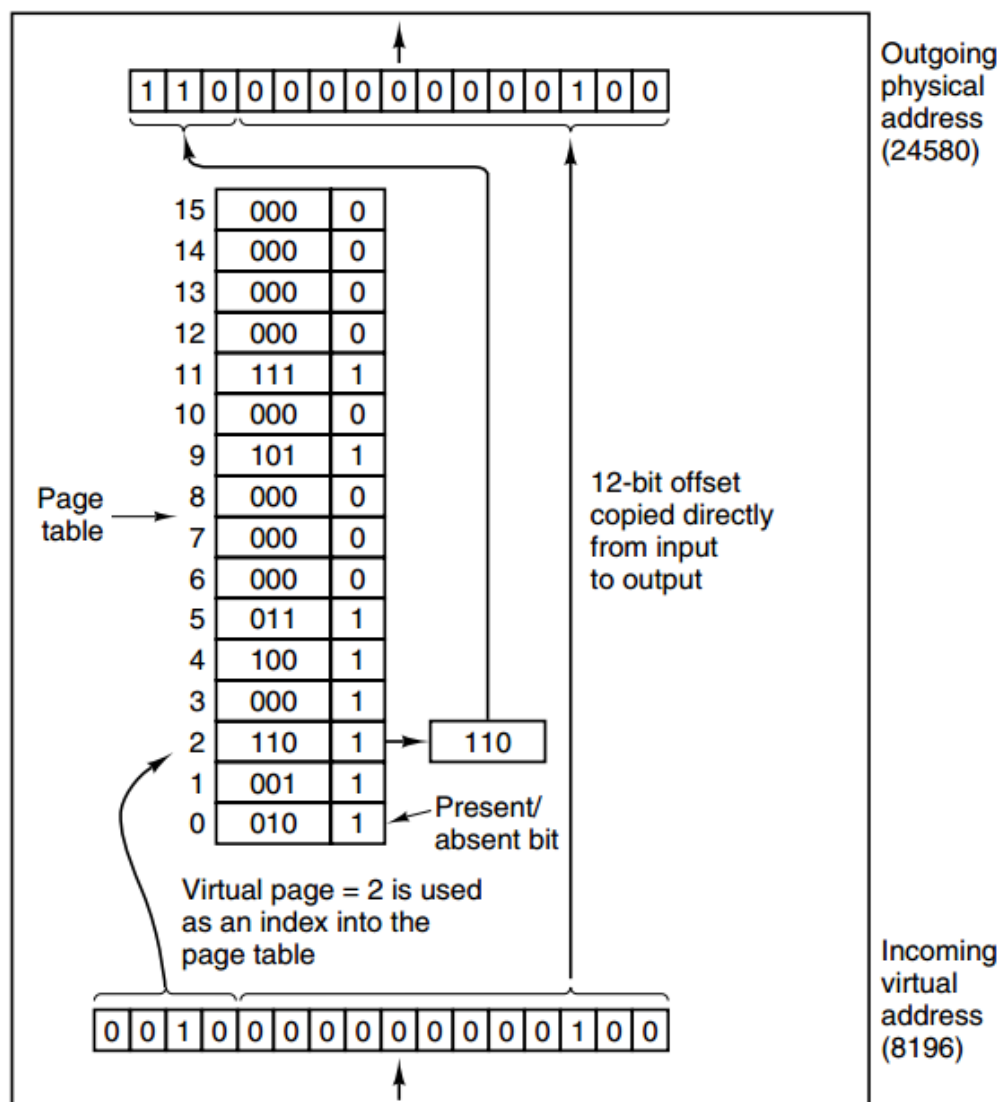 1 1 0 0 0 0 0 0 0 0 0 0 1 0 0
Outgoing
physical
address
(24580)
15 000 0
14 000 0
13 000 0
12 000 0
11 111 1
10 000 0
9 101 1
8 000 0
7 000 0
6 000 0
5 011 1
4 100 1
3 000 1
2 110 1 110
1 001 1
0 010 1
Page
table
12-bit offset
copied directly
from input
to output
Present/
absent bit
Virtual page = 2 is used
as an index into the
page table
0 0 1 0 0 0 0 0 0 0 0 0 0 1 0 0
Incoming
virtual
address
(8196)